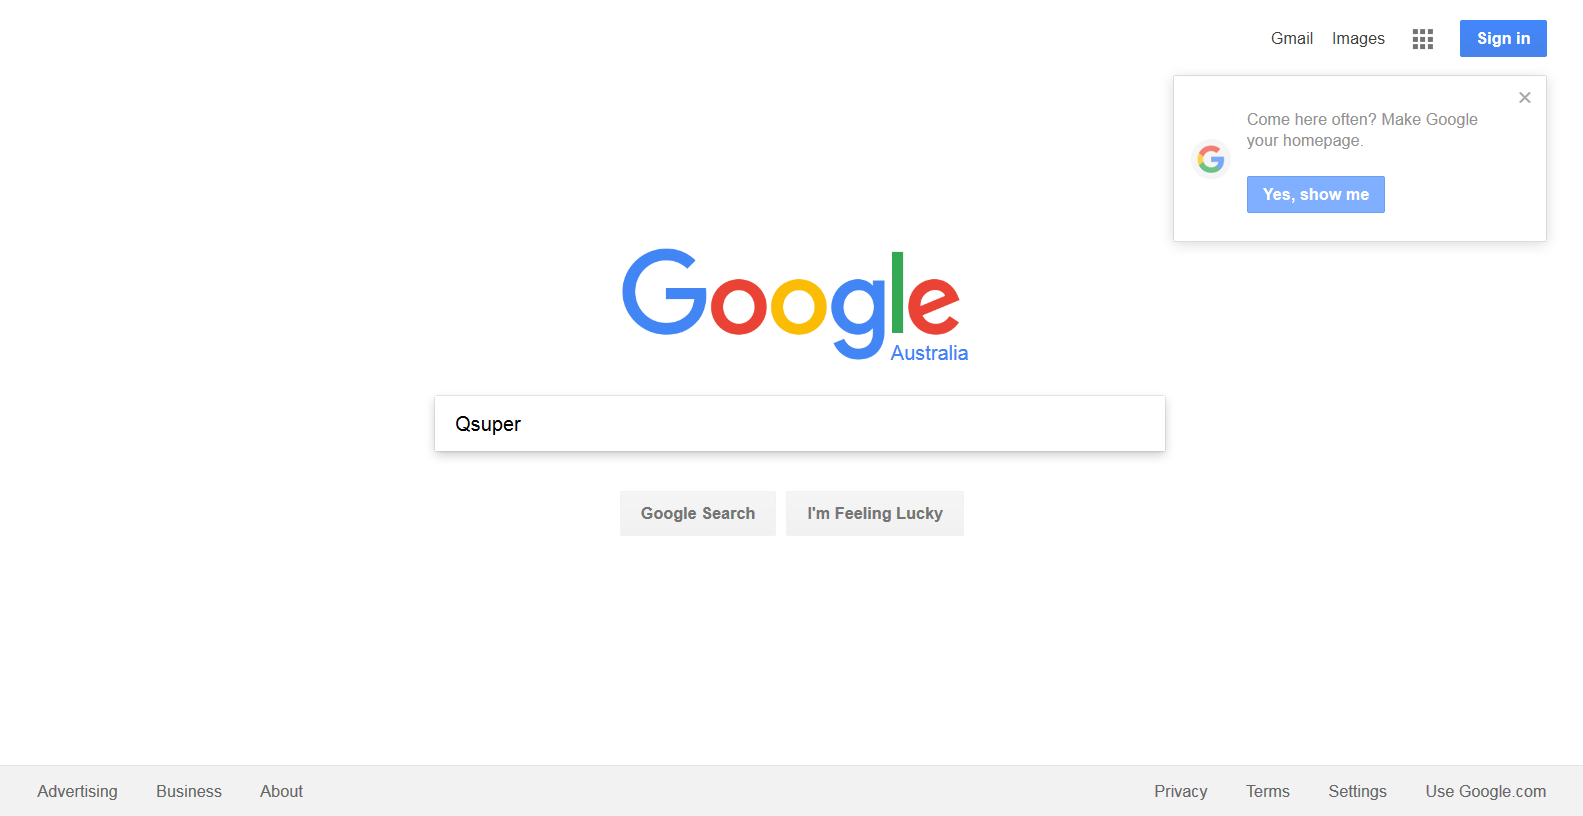 Gmail Images Sign in
Come here often? Make Google
your homepage.
Yes, show me
Google
Australia
Qsuper
Google Search I'm Feeling Lucky
Advertising Business About Privacy Terms Settings Use Google.com